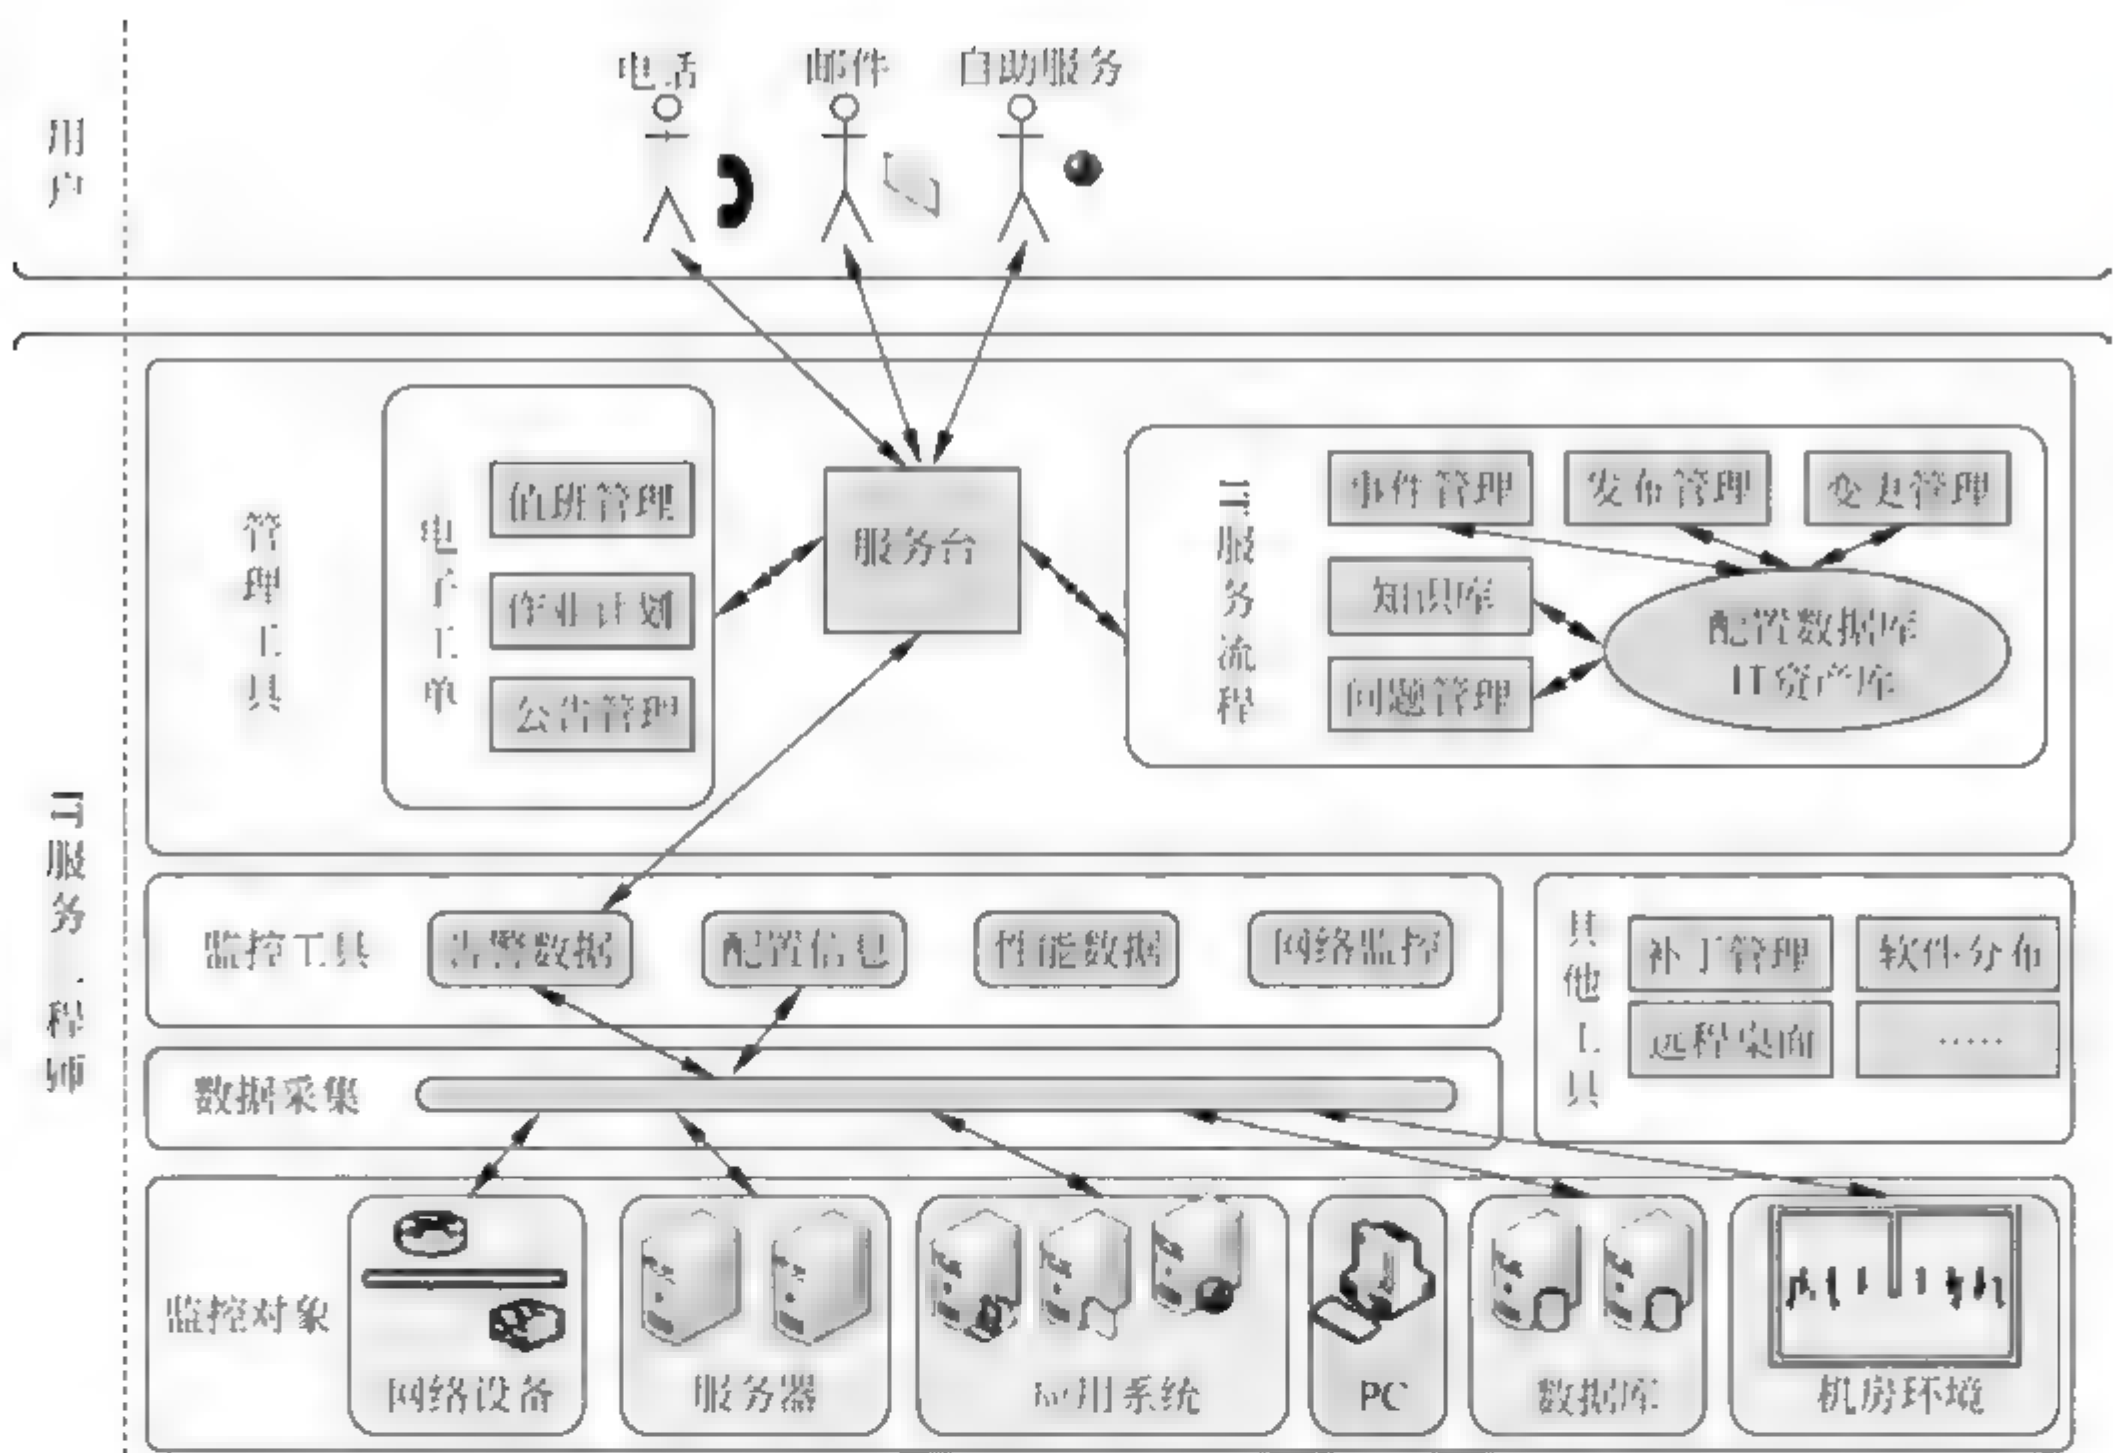 电话
邮件
自助服务
用户
IT服务工程师
管理工具
电子工单
值班管理
作业计划
公告管理
服务台
IT服务流程
事件管理
发布管理
变更管理
知识库
问题管理
配置数据库
IT资产库
监控工具
告警数据
配置信息
性能数据
网络监控
其他工具
补丁管理
软件分布
远程桌面
.....
数据采集
监控对象
网络设备
服务器
应用系统
PC
数据库
机房环境